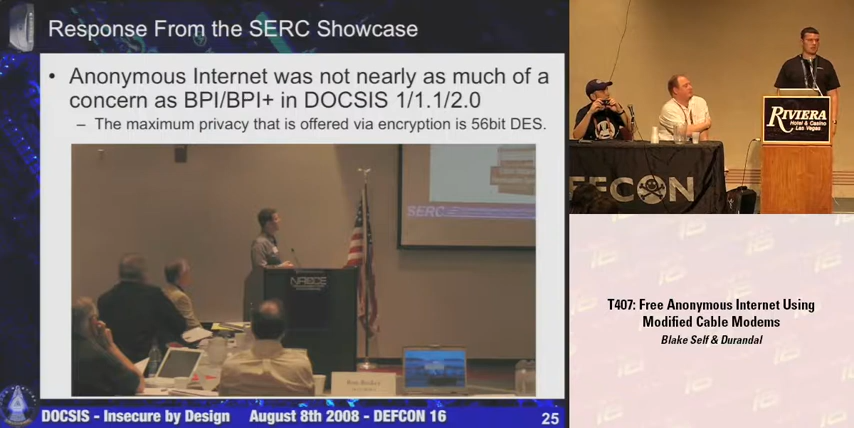 Response From the SERC Showcase
• Anonymous Internet was not nearly as much of a
concern as BPI/BPI+ in DOCSIS 1/1.1/2.0
– The maximum privacy that is offered via encryption is 56bit DES.
SERC
DOCSIS - Insecure by Design August 8th 2008 - DEFCON 16
25
RIVIERA
Hotel & Casino
Las Vegas
EFCON
T407: Free Anonymous Internet Using
Modified Cable Modems
Blake Self & Durandal